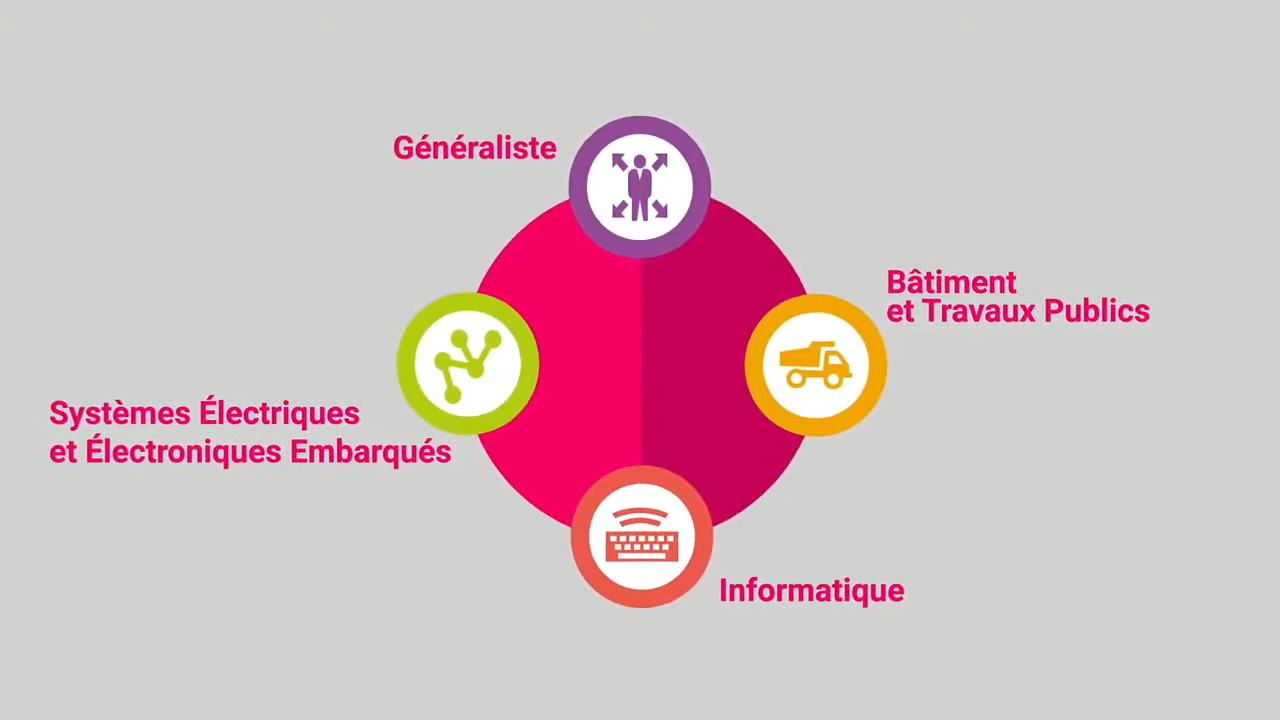 Généraliste
Bâtiment
et Travaux Publics
Systèmes Électriques
et Électroniques Embarqués
Informatique